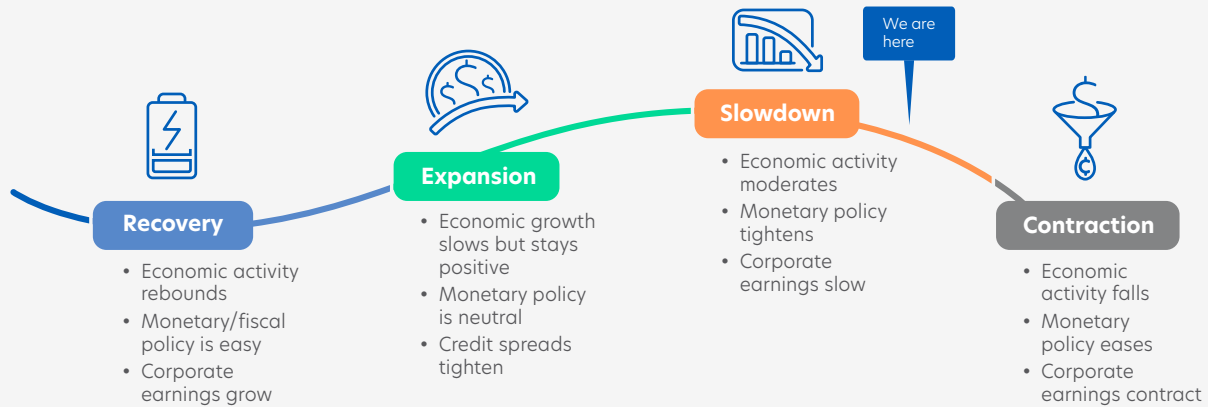 We are
here
Recovery
• Economic activity
rebounds
• Monetary/fiscal
policy is easy
• Corporate
earnings grow
Expansion
• Economic growth
slows but stays
positive
• Monetary policy
is neutral
• Credit spreads
tighten
Slowdown
• Economic activity
moderates
• Monetary policy
tightens
• Corporate
earnings slow
Contraction
• Economic
activity falls
• Monetary
policy eases
• Corporate
earnings contract